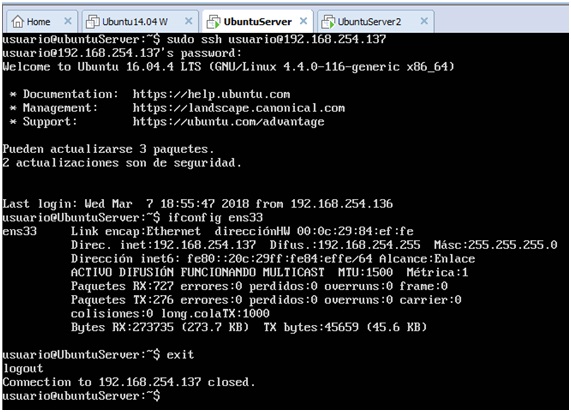 Home × Ubuntu14.04 W × UbuntuServer × UbuntuServer2 ×
usuario@ubuntuServer:~$ sudo ssh usuario@192.168.254.137
usuario@192.168.254.137's password:
Welcome to Ubuntu 16.04.4 LTS (GNU/Linux 4.4.0-116-generic x86_64)
* Documentation: https://help.ubuntu.com
* Management: https://landscape.canonical.com
* Support: https://ubuntu.com/advantage
Pueden actualizarse 3 paquetes.
2 actualizaciones son de seguridad.
Last login: Wed Mar 7 18:55:47 2018 from 192.168.254.136
usuario@UbuntuServer:~$ ifconfig ens33
ens33 Link encap:Ethernet direcciónHW 00:0c:29:84:ef:fe
Direc. inet:192.168.254.137 Difus.:192.168.254.255 Másc:255.255.255.0
Dirección inet6: fe80::20c:29ff:fe84:effe/64 Alcance:Enlace
ACTIVO DIFUSIÓN FUNCIONANDO MULTICAST MTU:1500 Métrica:1
Paquetes RX:727 errores:0 perdidos:0 overruns:0 frame:0
Paquetes TX:276 errores:0 perdidos:0 overruns:0 carrier:0
colisiones:0 long.colaTX:1000
Bytes RX:273735 (273.7 KB) TX bytes:45659 (45.6 KB)
usuario@UbuntuServer:~$ exit
logout
Connection to 192.168.254.137 closed.
usuario@ubuntuServer:~$